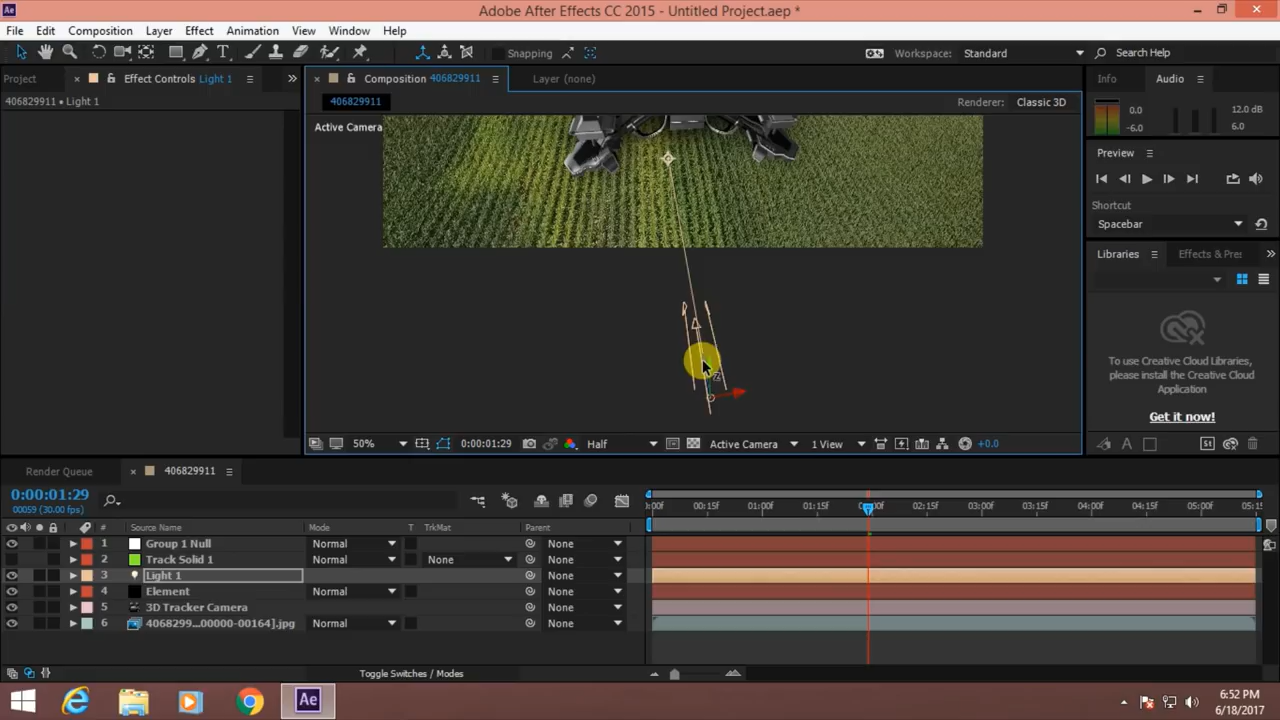 Ae Adobe After Effects CC 2015 - Untitled Project.aep *
File Edit Composition Layer Effect Animation View Window Help
Snapping Workspace: Standard Search Help
Project Effect Controls Light 1 Composition 406829911 Layer (none) Info Audio
406829911 • Light 1 406829911 Renderer: Classic 3D
Active Camera
0.0 12.0 dB
-6.0 6.0
Preview
Shortcut
Spacebar
Libraries Effects & Pre
To use Creative Cloud Libraries,
please install the Creative Cloud
Application
Get it now!
50% 0:00:01:29 Half Active Camera 1 View +0.0
Render Queue 406829911
0:00:01:29
00059 (30.00 fps)
:00f 00:15f 01:00f 01:15f 02:15f 03:00f 03:15f 04:00f 04:15f 05:00f 05:15
# Source Name Mode T TrkMat Parent
1 Group 1 Null Normal None
2 Track Solid 1 Normal None None
3 Light 1 None
4 Element Normal None
5 3D Tracker Camera None
6 4068299...00000-00164].jpg Normal None
Toggle Switches / Modes
Ae 6:52 PM
6/18/2017